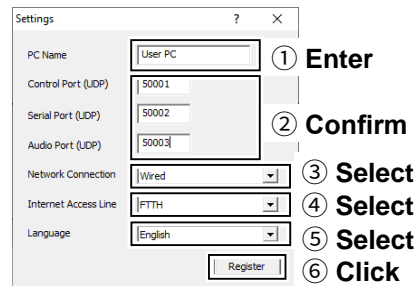 Settings ? ×
PC Name User PC ① Enter
Control Port (UDP) 50001
Serial Port (UDP) 50002
② Confirm
Audio Port (UDP) 50003
Network Connection Wired ③ Select
Internet Access Line FTTH ④ Select
Language English ⑤ Select
Register ⑥ Click